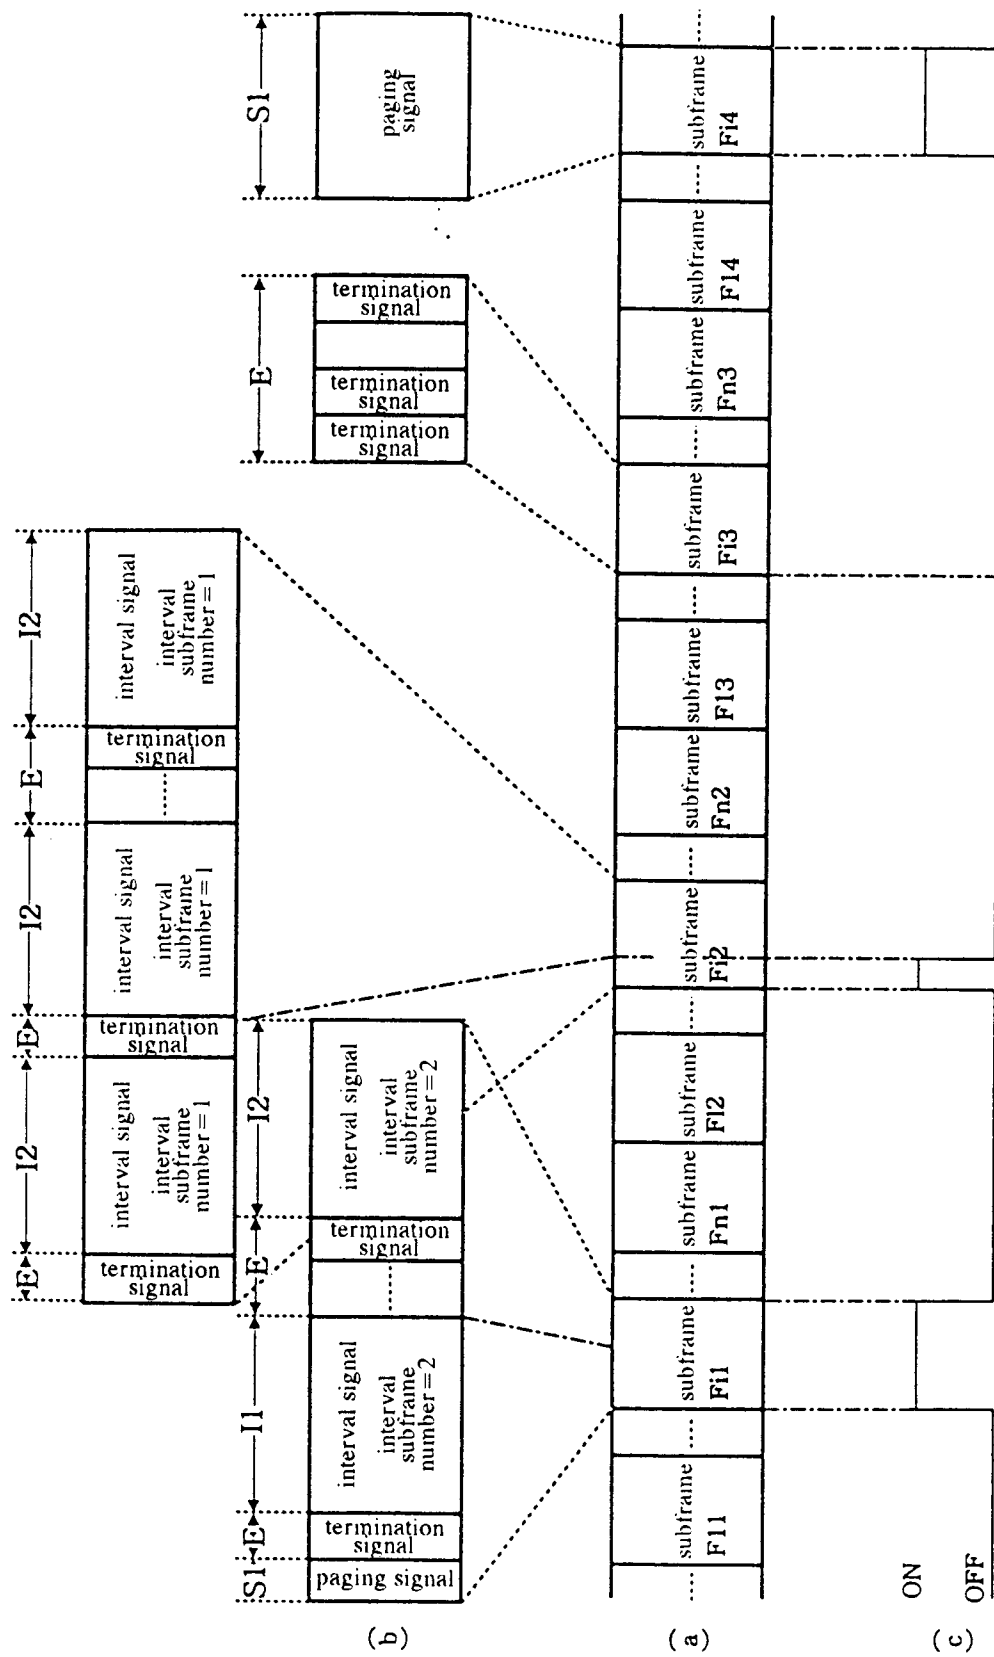 I2
E
I2
E
I2
E
termination
signal
interval signal
interval
subframe
number=1
termination
signal
interval signal
interval
subframe
number=1
........
termination
signal
interval signal
interval
subframe
number=1
S1
E
I1
E
I2
E
S1
(b)
paging signal
termination
signal
interval signal
interval
subframe
number=2
........
termination
signal
interval signal
interval
subframe
number=2
termination
signal
termination
signal
termination
signal
paging
signal
(a)
......
subframe
F11
......
subframe
Fi1
......
subframe
Fn1
subframe
F12
......
subframe
Fi2
......
subframe
Fn2
subframe
F13
......
subframe
Fi3
......
subframe
Fn3
subframe
F14
......
subframe
Fi4
......
(c)
ON
OFF